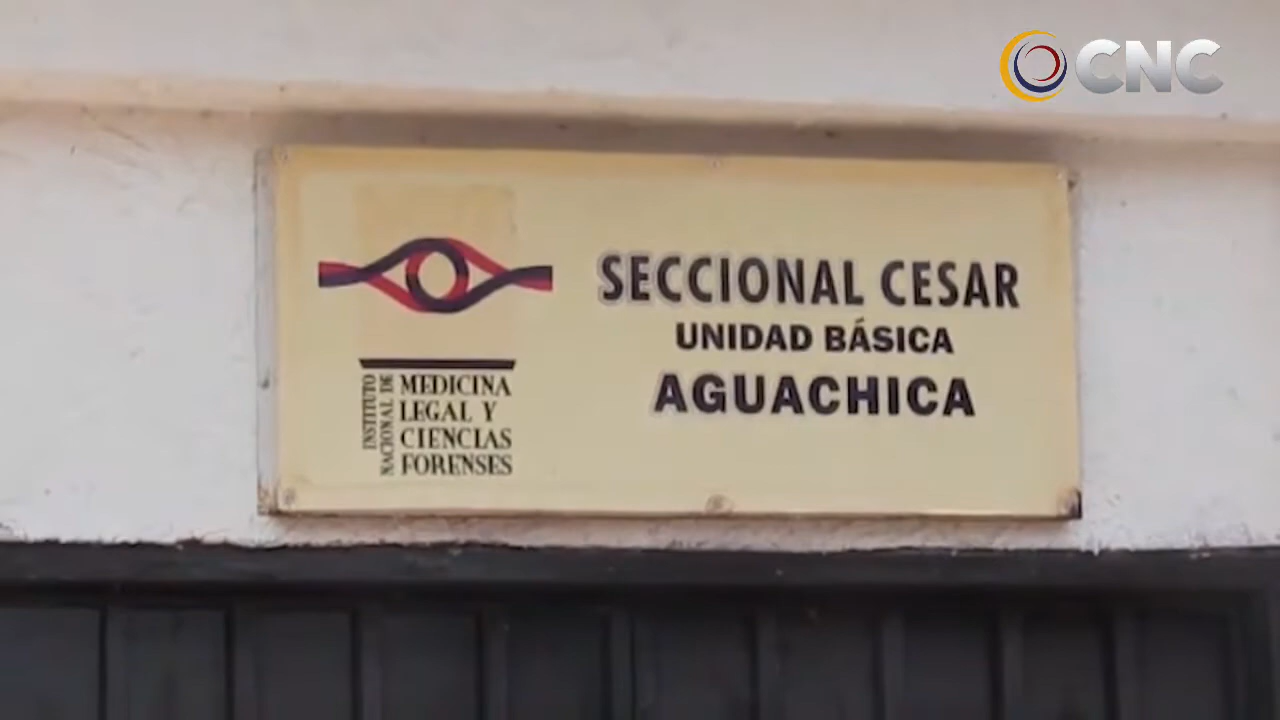 CNC
SECCIONAL CESAR
UNIDAD BÁSICA
AGUACHICA
INSTITUTO
NACIONAL DE
MEDICINA
LEGAL Y
CIENCIAS
FORENSES